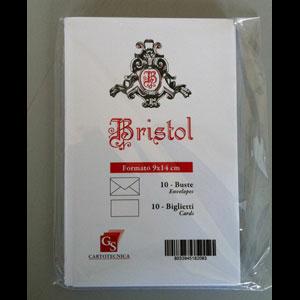 B
Bristol
Formato 9x14 cm
10 - Buste
Envelopes
10 - Biglietti
Cards
GS
CARTOTECNICA